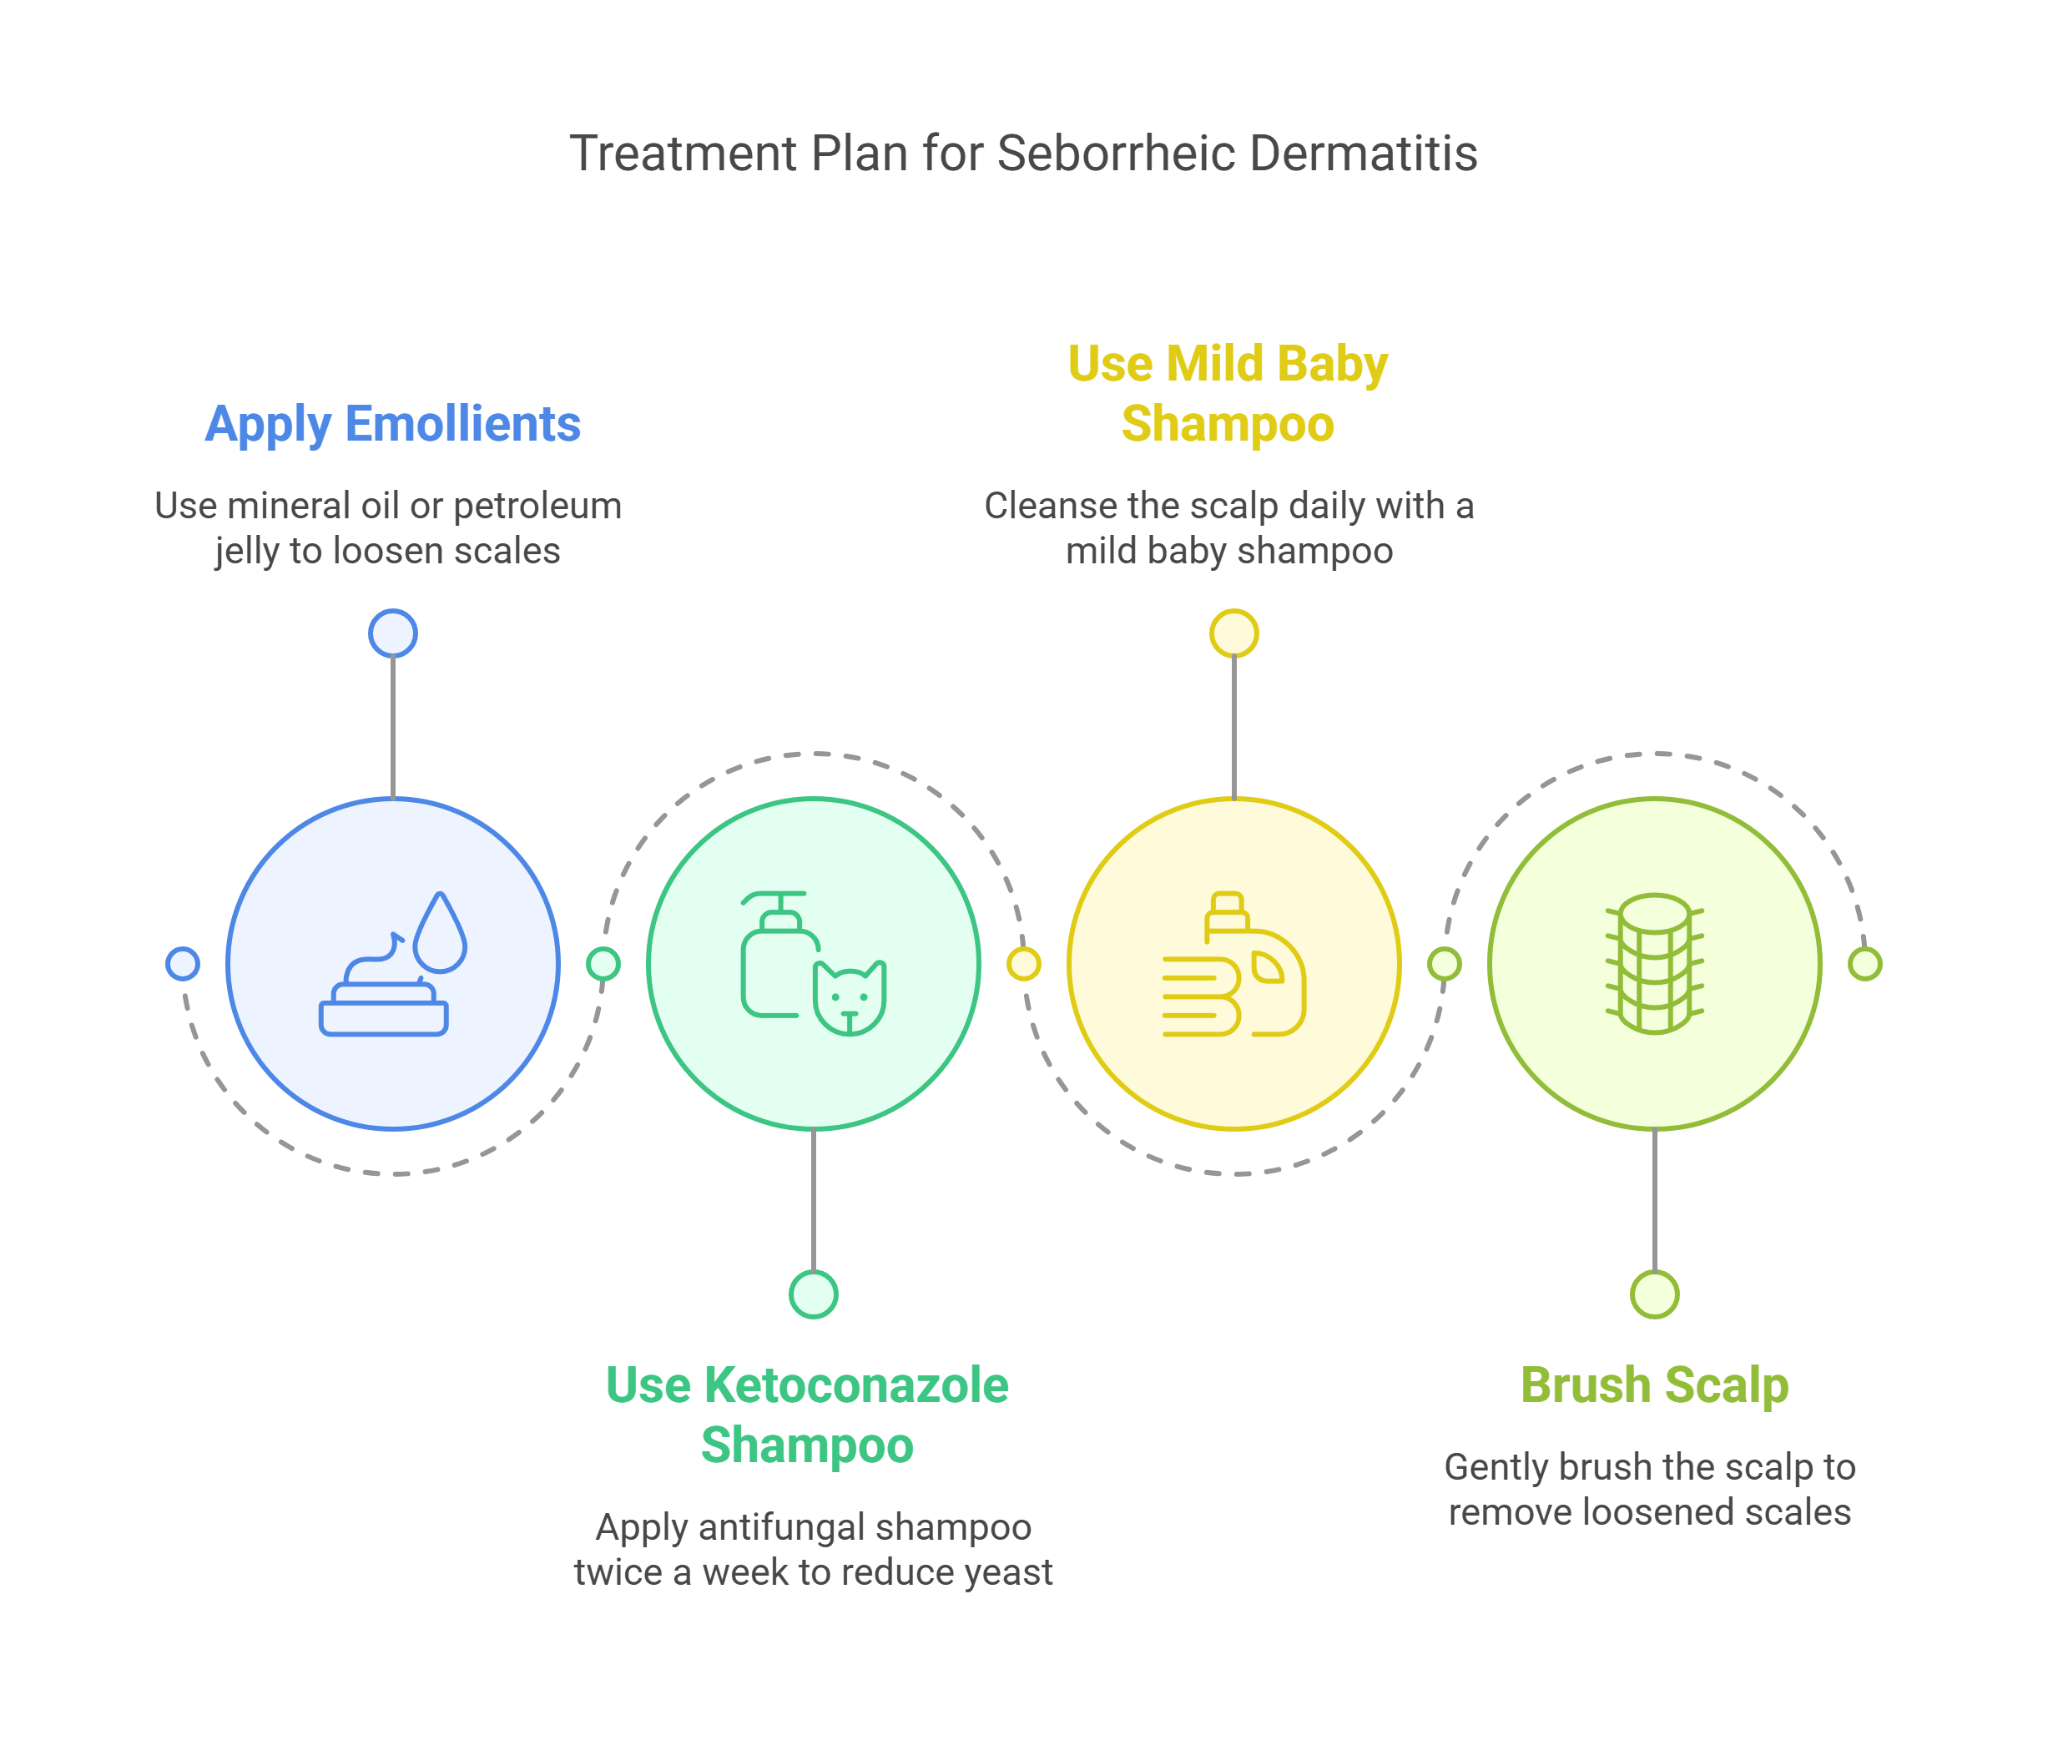 Treatment Plan for Seborrheic Dermatitis
Apply Emollients
Use mineral oil or petroleum
jelly to loosen scales
Use Ketoconazole
Shampoo
Apply antifungal shampoo
twice a week to reduce yeast
Use Mild Baby
Shampoo
Cleanse the scalp daily with a
mild baby shampoo
Brush Scalp
Gently brush the scalp to
remove loosened scales